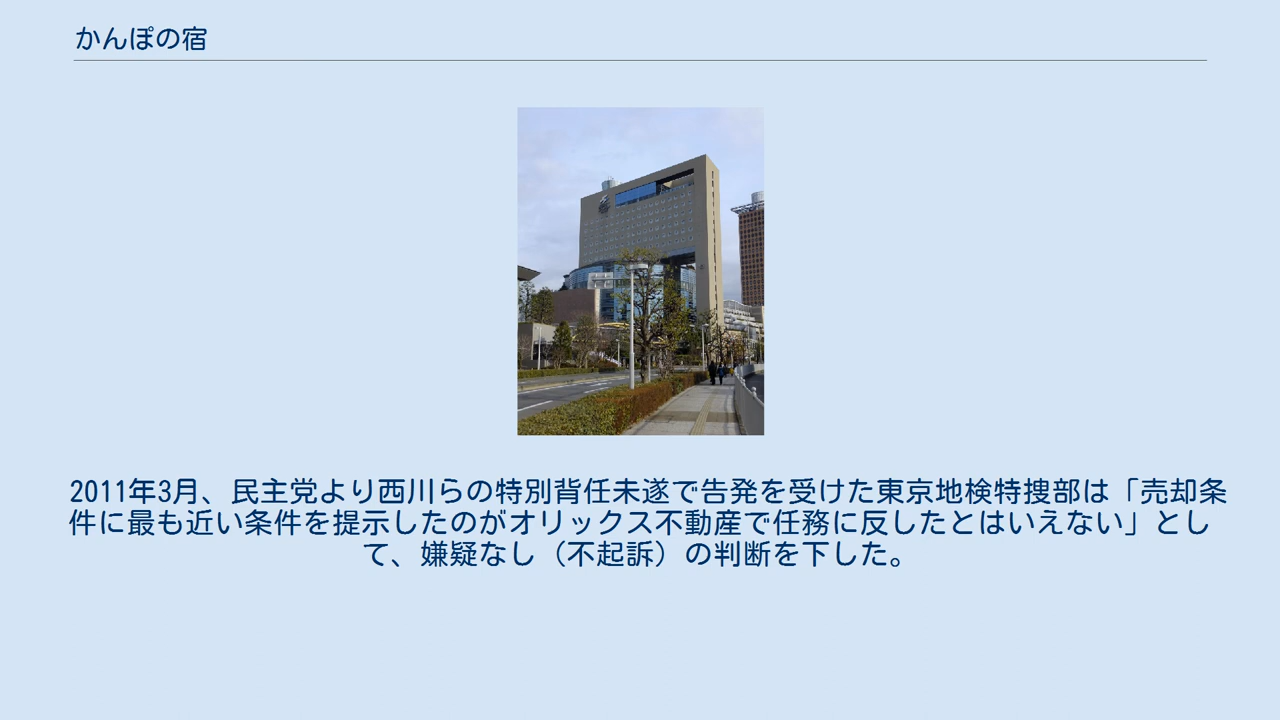 かんぽの宿
2011年3月、民主党より西川らの特別背任未遂で告発を受けた東京地検特捜部は「売却条
件に最も近い条件を提示したのがオリックス不動産で任務に反したとはいえない」とし
て、嫌疑なし（不起訴）の判断を下した。